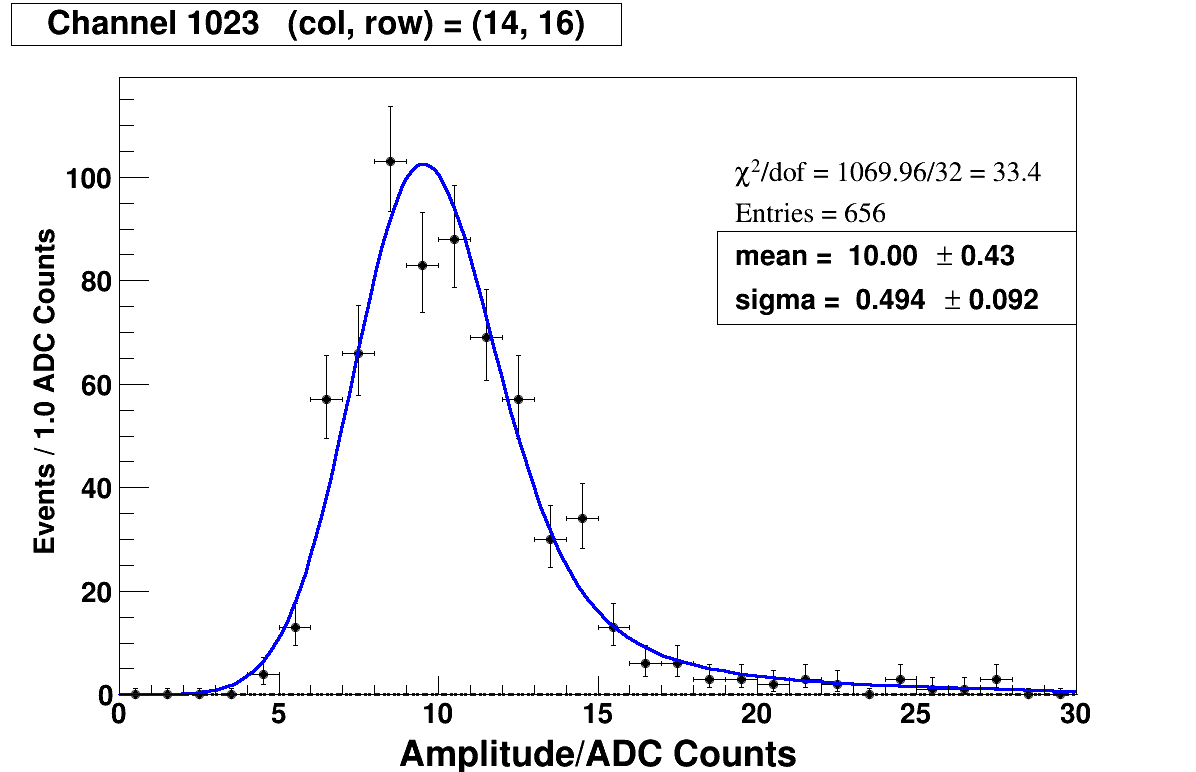 Channel 1023 (col, row) = (14, 16)
χ²/dof = 1069.96/32 = 33.4
Entries = 656
mean = 10.00 ± 0.43
sigma = 0.494 ± 0.092
Events / 1.0 ADC Counts
100
80
60
40
20
0
0 5 10 15 20 25 30
Amplitude/ADC Counts